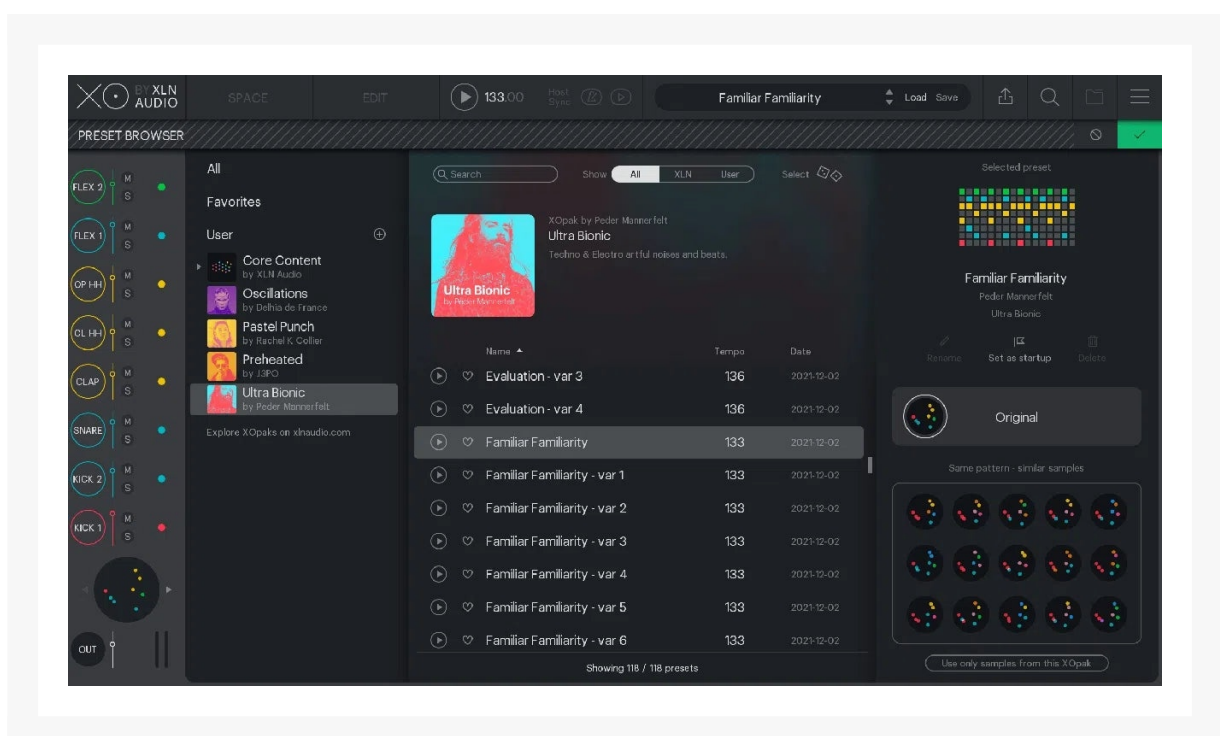 XO BY XLN AUDIO
SPACE
EDIT
133.00
Host Sync
Familiar Familiarity
Load Save
PRESET BROWSER
FLEX 2
M
S
FLEX 1
M
S
OP HH
M
S
CL HH
M
S
CLAP
M
S
SNARE
M
S
KICK 2
M
S
KICK 1
M
S
OUT
All
Favorites
User
Core Content
by XLN Audio
Oscillations
by Delhia de France
Pastel Punch
by Rachel K Collier
Preheated
by J3PO
Ultra Bionic
by Peder Mannerfelt
Explore XOpaks on xlnaudio.com
Search
Show All XLN User
Select
Ultra Bionic
by Peder Mannerfelt
XOpak by Peder Mannerfelt
Ultra Bionic
Techno & Electro artful noises and beats.
Name Tempo Date
Evaluation - var 3 136 2021-12-02
Evaluation - var 4 136 2021-12-02
Familiar Familiarity 133 2021-12-02
Familiar Familiarity - var 1 133 2021-12-02
Familiar Familiarity - var 2 133 2021-12-02
Familiar Familiarity - var 3 133 2021-12-02
Familiar Familiarity - var 4 133 2021-12-02
Familiar Familiarity - var 5 133 2021-12-02
Familiar Familiarity - var 6 133 2021-12-02
Showing 118 / 118 presets
Selected preset
Familiar Familiarity
Peder Mannerfelt
Ultra Bionic
Rename
Set as startup
Delete
Original
Same pattern - similar samples
Use only samples from this XOpak